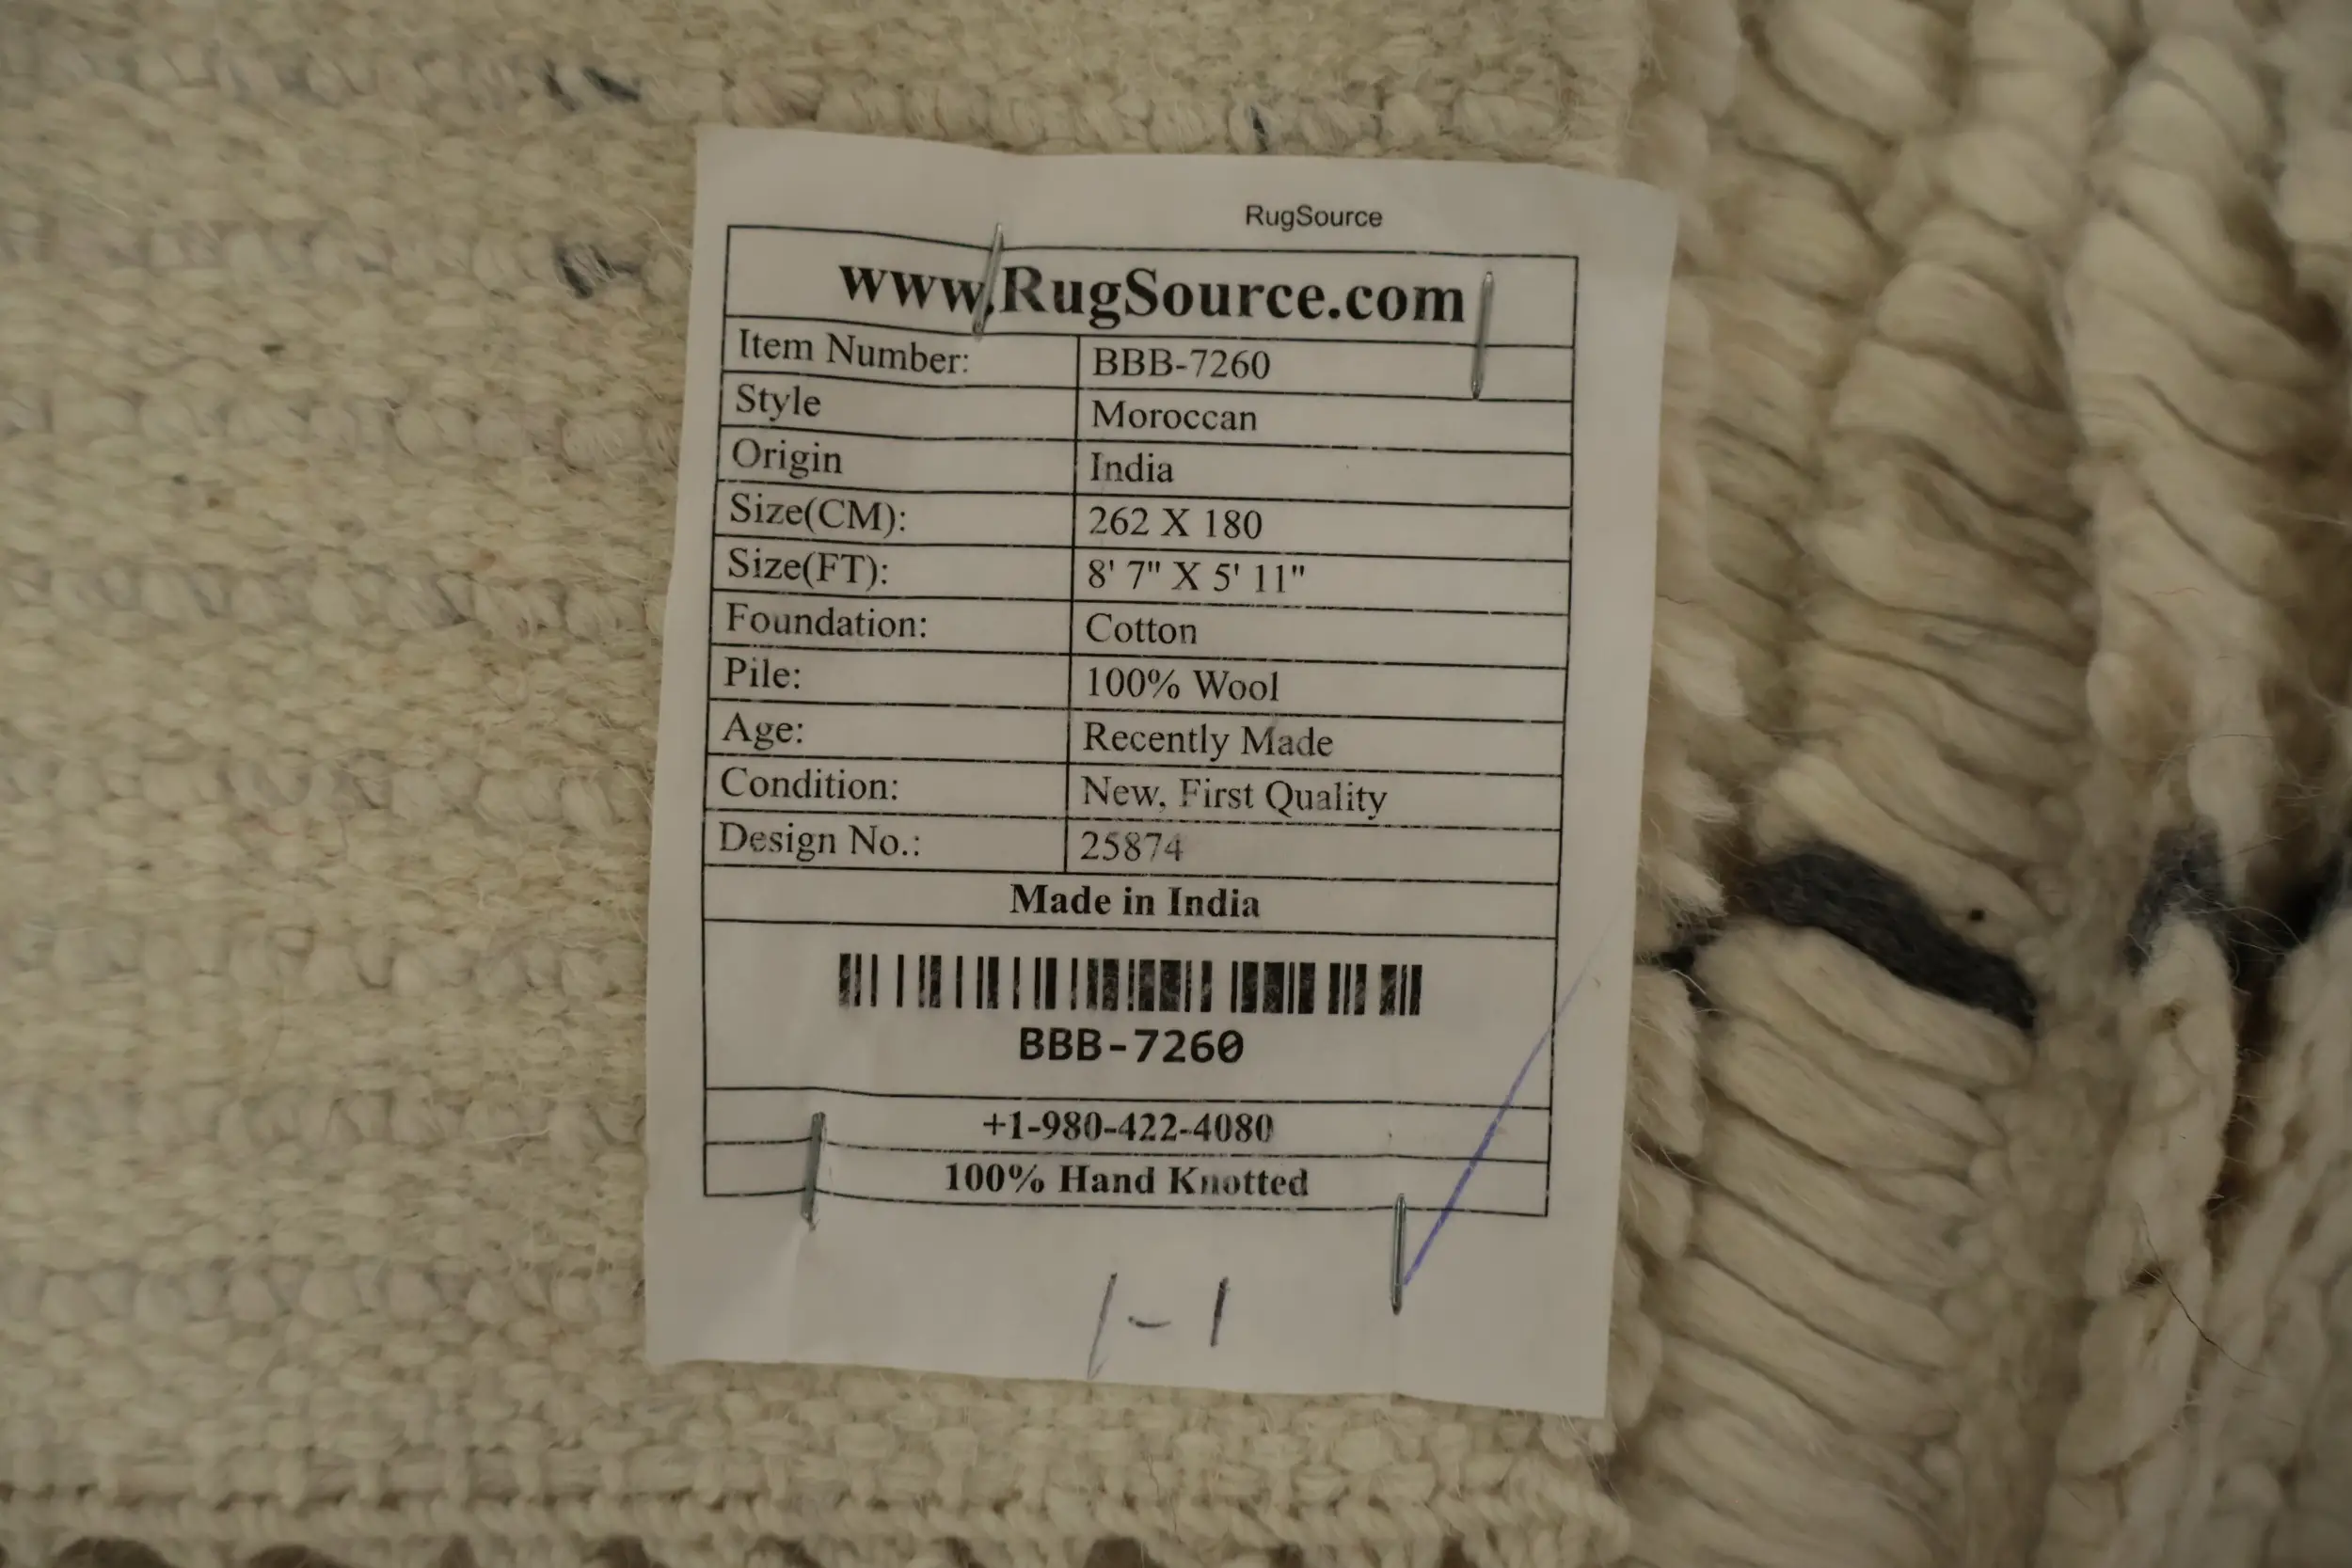 RugSource
www.RugSource.com
Item Number: BBB-7260
Style Moroccan
Origin India
Size(CM): 262 X 180
Size(FT): 8' 7" X 5' 11"
Foundation: Cotton
Pile: 100% Wool
Age: Recently Made
Condition: New, First Quality
Design No.: 25874
Made in India
BBB-7260
+1-980-422-4080
100% Hand Knotted
1-1